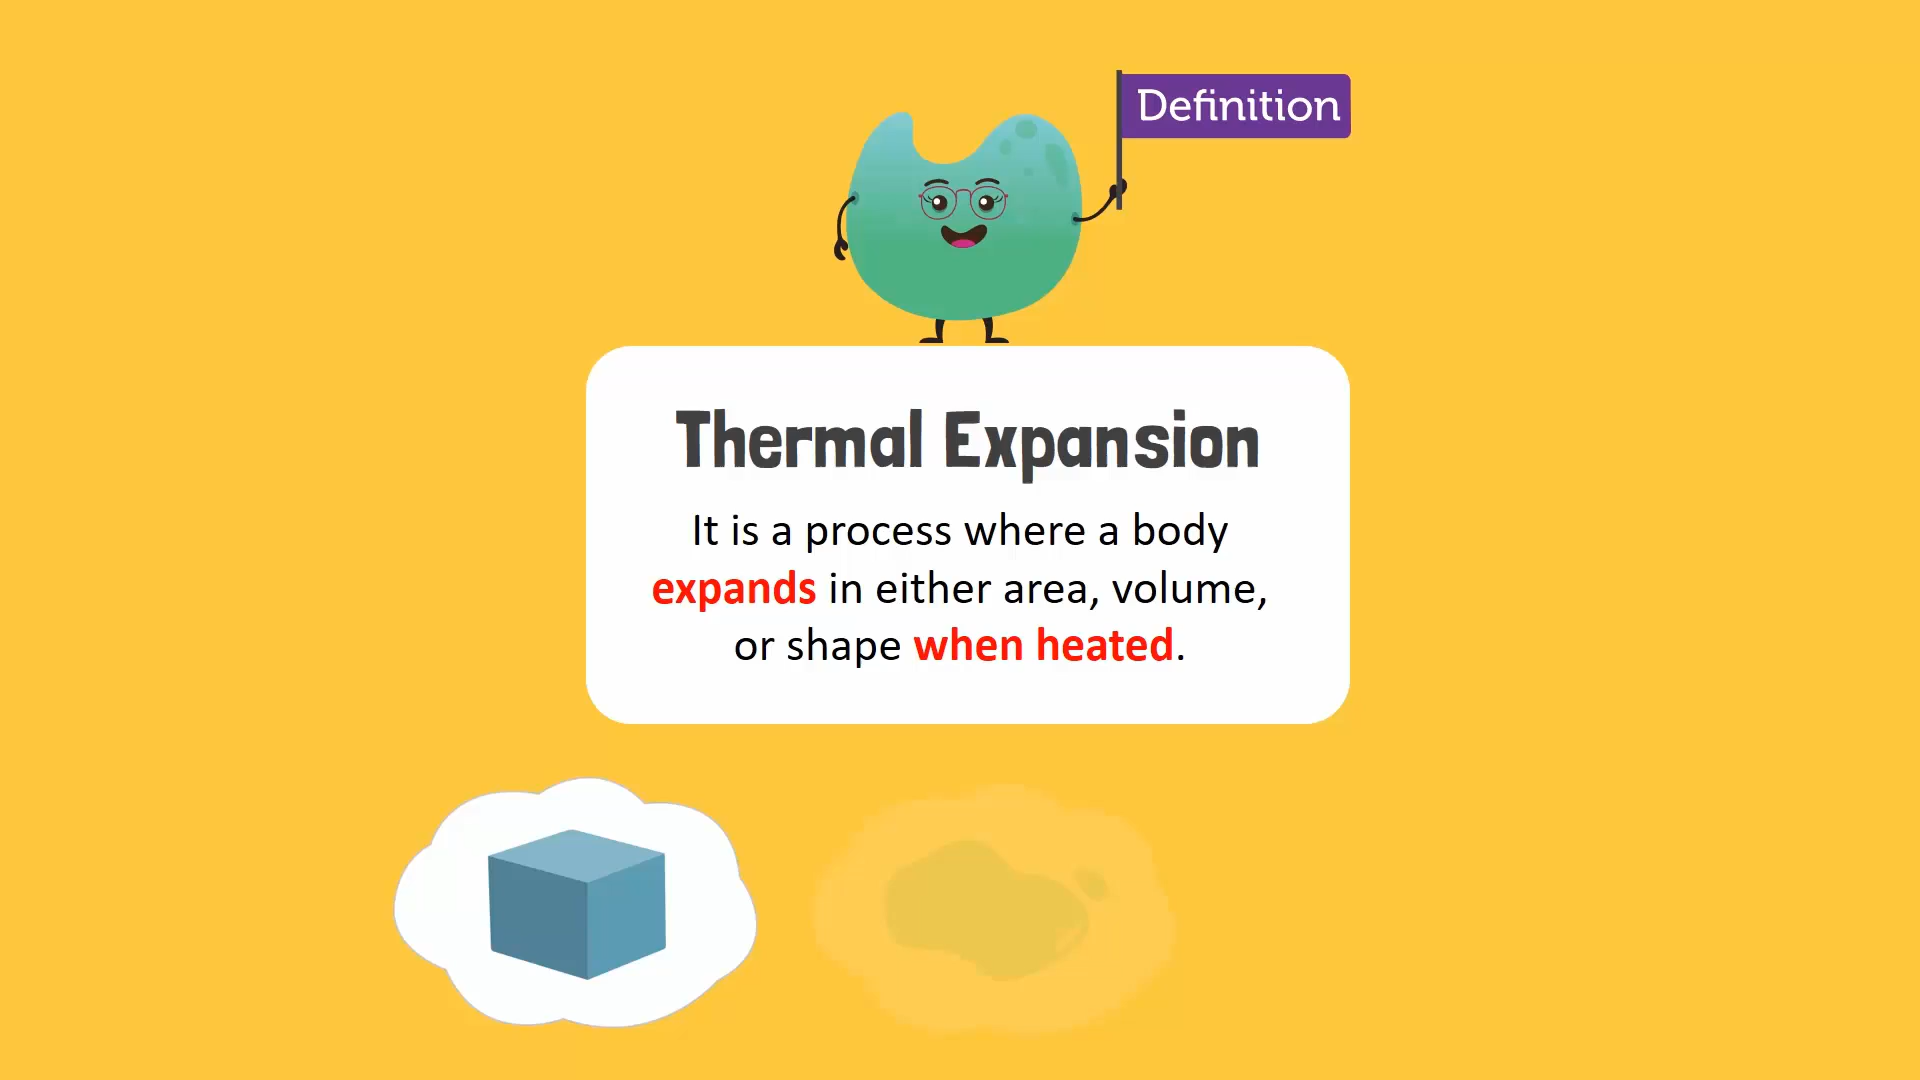 Definition
Thermal Expansion
It is a process where a body
expands in either area, volume,
or shape when heated.